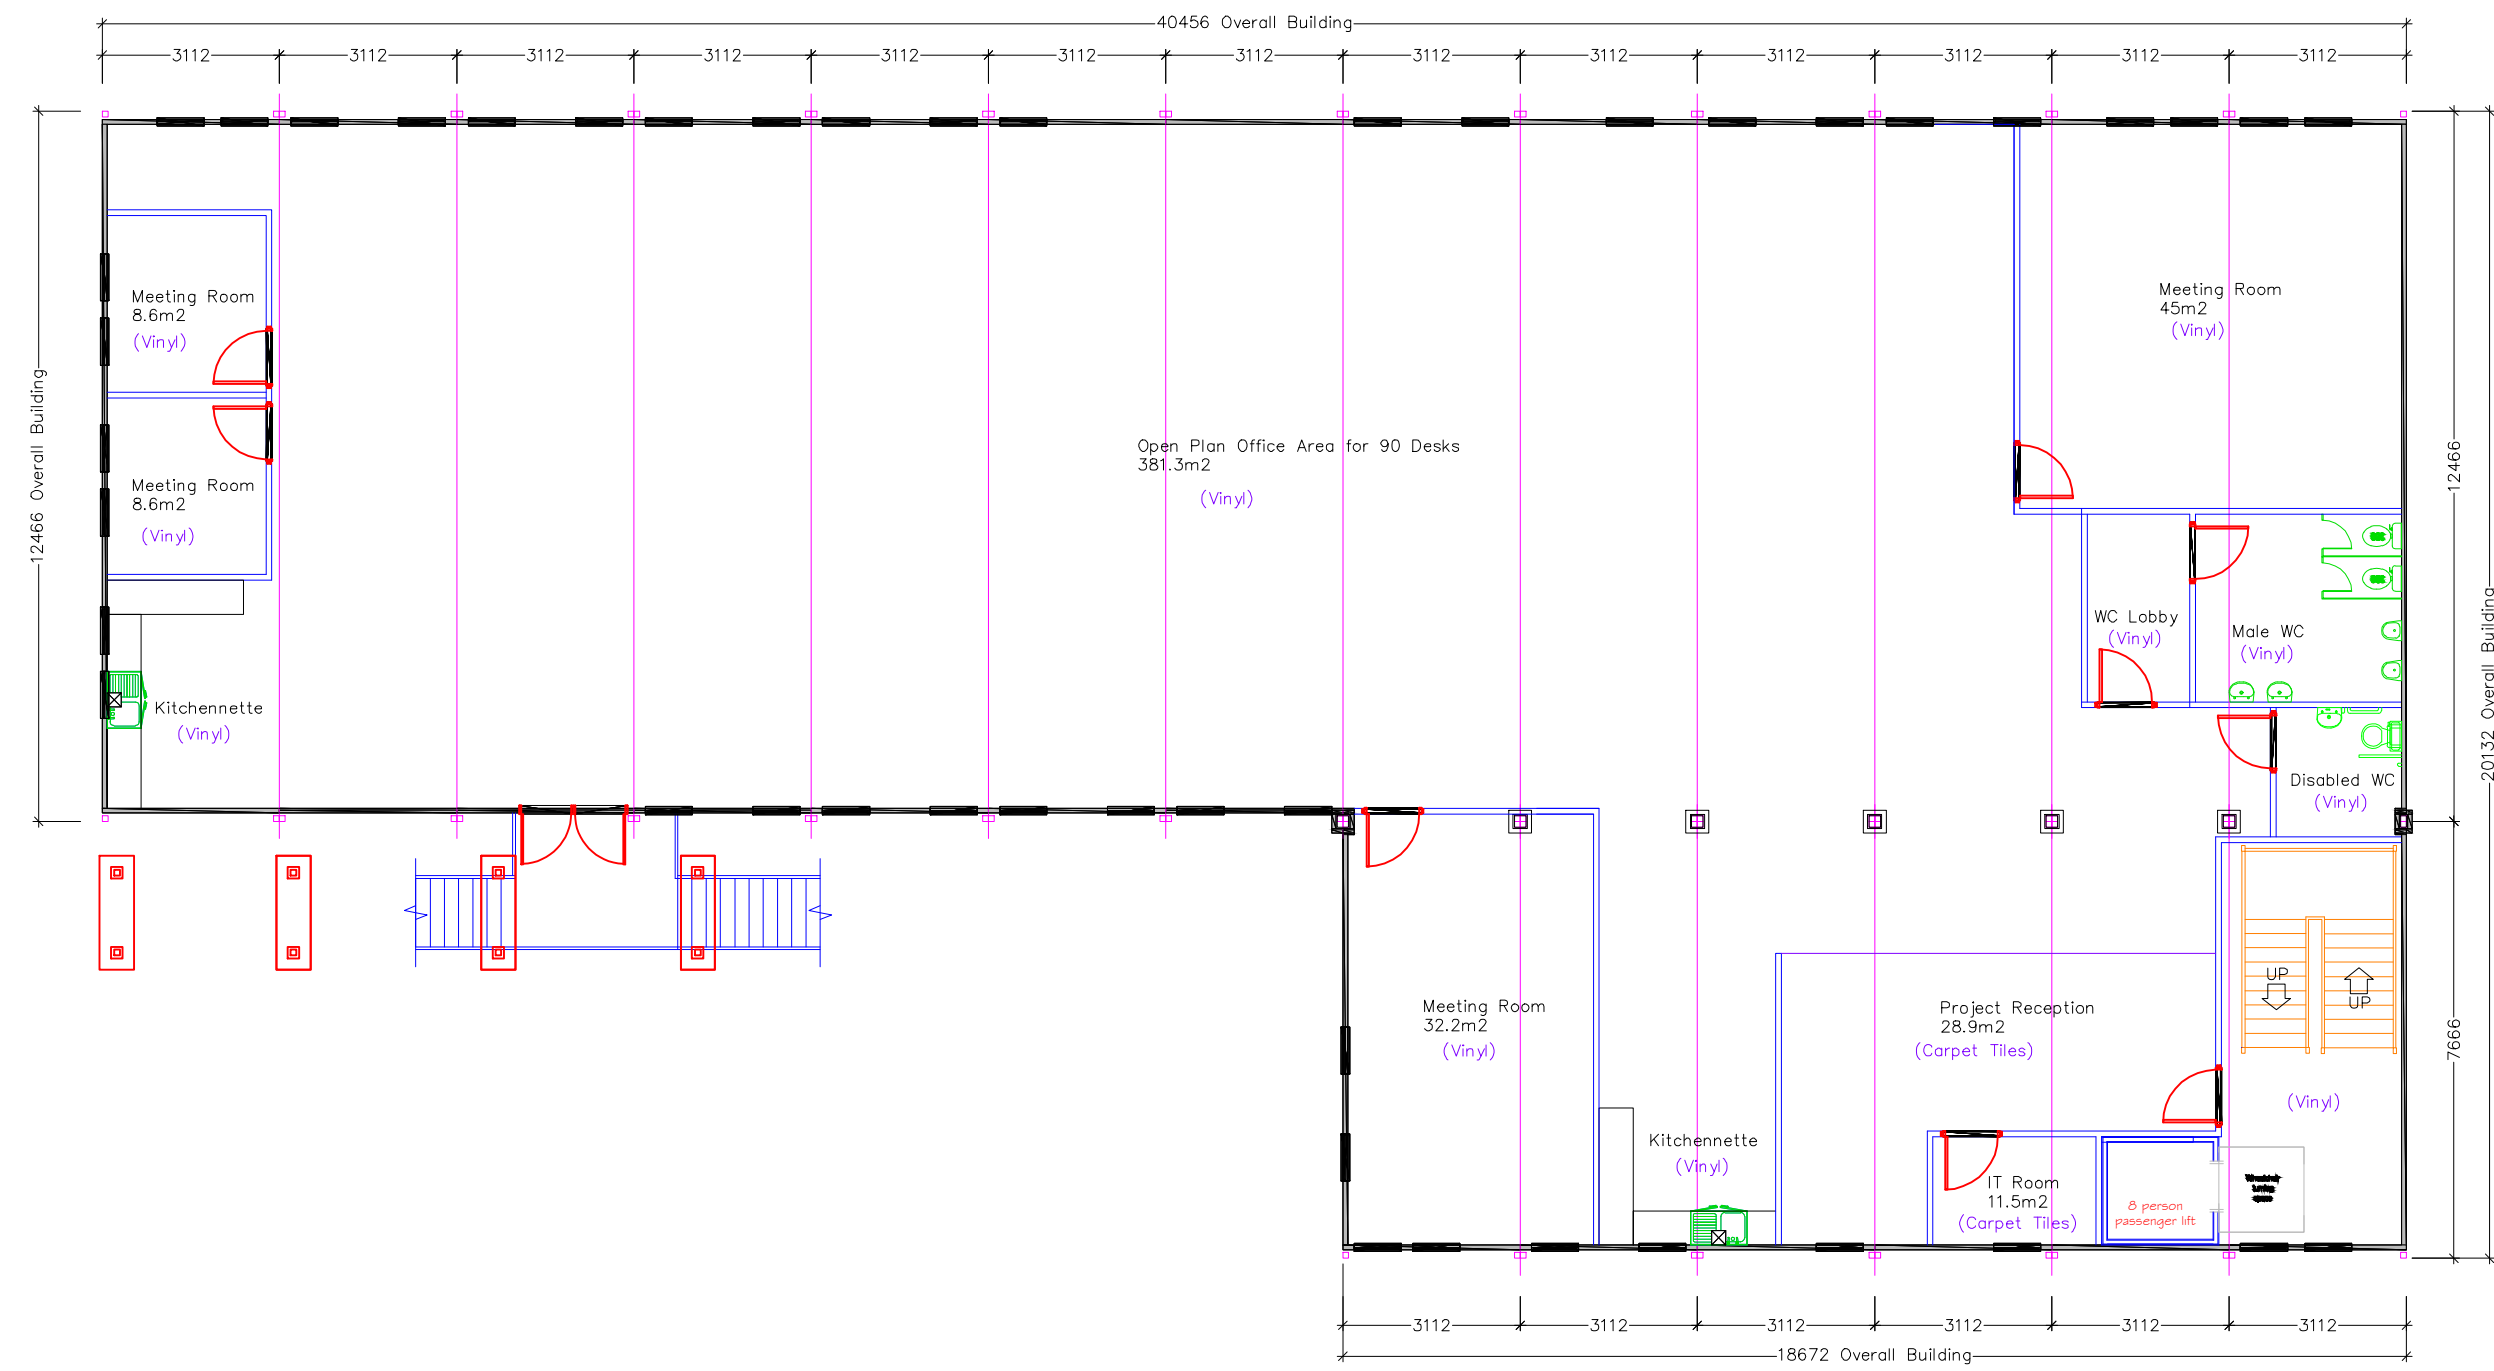 40456 Overall Building
3112 3112 3112 3112 3112 3112 3112 3112 3112 3112 3112 3112 3112
12466 Overall Building
Meeting Room
8.6m2
(Vinyl)
Meeting Room
8.6m2
(Vinyl)
Kitchennette
(Vinyl)
Open Plan Office Area for 90 Desks
381.3m2
(Vinyl)
Meeting Room
45m2
(Vinyl)
WC Lobby
(Vinyl)
Male WC
(Vinyl)
Disabled WC
(Vinyl)
12466
20132 Overall Building
7666
Meeting Room
32.2m2
(Vinyl)
Kitchennette
(Vinyl)
Project Reception
28.9m2
(Carpet Tiles)
UP
UP
(Vinyl)
IT Room
11.5m2
(Carpet Tiles)
8 person
passenger lift
3112 3112 3112 3112 3112 3112
18672 Overall Building